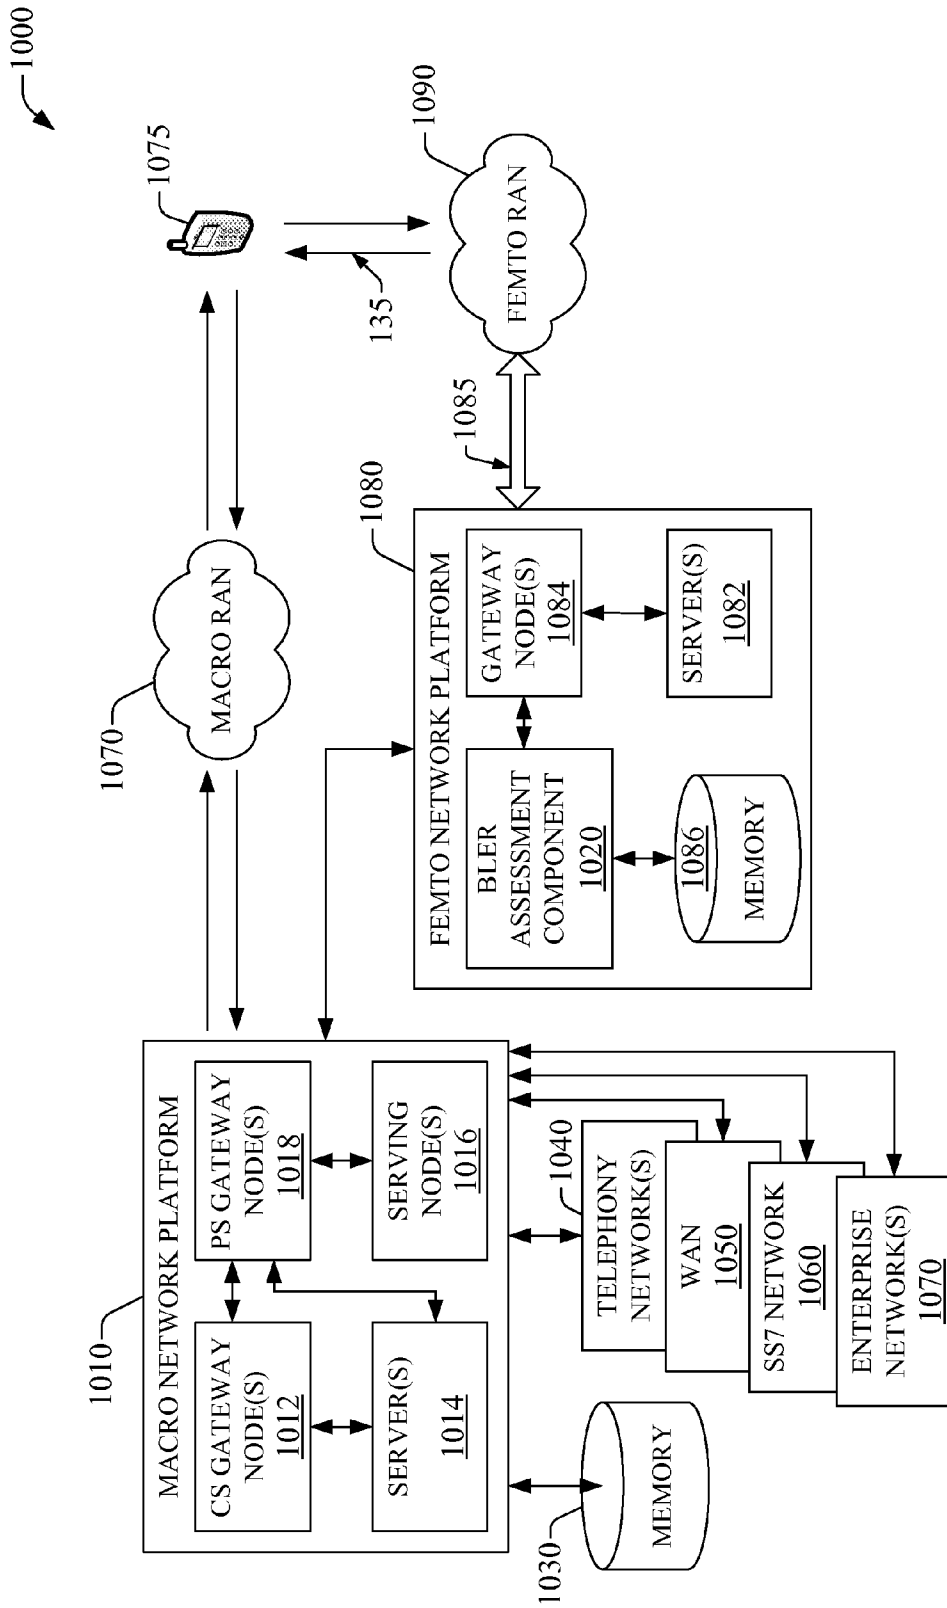 1000
1075
1070
MACRO RAN
135
1090
FEMTO RAN
1085
1080
FEMTO NETWORK PLATFORM
BLER
ASSESSMENT
COMPONENT
1020
GATEWAY
NODE(S)
1084
1086
MEMORY
SERVER(S)
1082
1010
MACRO NETWORK PLATFORM
CS GATEWAY
NODE(S)
1012
PS GATEWAY
NODE(S)
1018
SERVER(S)
1014
SERVING
NODE(S)
1016
1030
MEMORY
1040
TELEPHONY
NETWORK(S)
WAN
1050
SS7 NETWORK
1060
ENTERPRISE
NETWORK(S)
1070